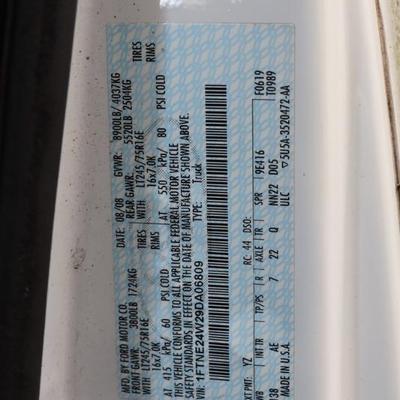 MFD. BY FORD MOTOR CO.
DATE: 08/08 GVWR: 8900LB/ 4037KG
FRONT GAWR: 3800LB 1724KG REAR GAWR: 5520LB 2504KG
LT245/75R16E TIRES WITH LT245/75R16E TIRES
16x7.0K RIMS 16x7.0K RIMS
AT 415 kPa/ 60 PSI COLD AT 550 kPa/ 80 PSI COLD
THIS VEHICLE CONFORMS TO ALL APPLICABLE FEDERAL MOTOR VEHICLE
SAFETY STANDARDS IN EFFECT ON THE DATE OF MANUFACTURE SHOWN ABOVE.
VIN: 1FTNE24W29DA06809 F0619
TYPE: Truck T0989
EXT PNT: YZ RC: 44 DSO: 9E416
WB TR TP/PS R AXLE TR SPR
138 AE 7 22 Q NN22 D05
MADE IN U.S.A. ULC ▽5U5A-3520472-AA